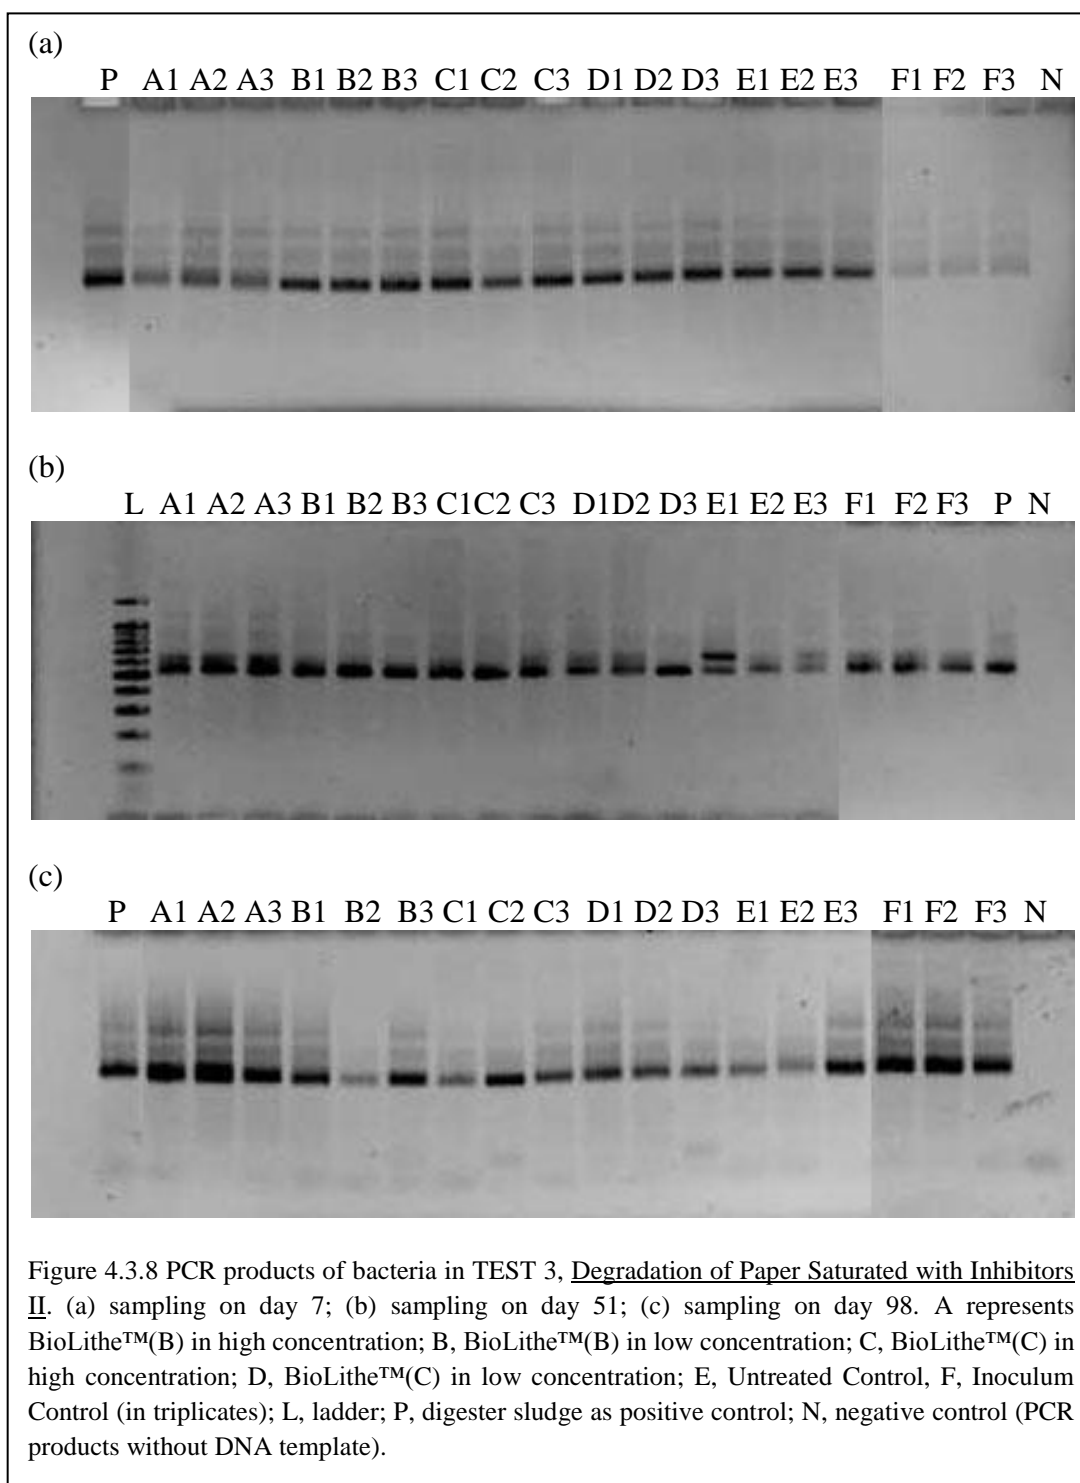 (a)
P A1 A2 A3 B1 B2 B3 C1 C2 C3 D1 D2 D3 E1 E2 E3 F1 F2 F3 N
(b)
L A1 A2 A3 B1 B2 B3 C1C2 C3 D1D2 D3 E1 E2 E3 F1 F2 F3 P N
(c)
P A1 A2 A3 B1 B2 B3 C1 C2 C3 D1 D2 D3 E1 E2 E3 F1 F2 F3 N
Figure 4.3.8 PCR products of bacteria in TEST 3, Degradation of Paper Saturated with Inhibitors
II. (a) sampling on day 7; (b) sampling on day 51; (c) sampling on day 98. A represents
BioLithe™(B) in high concentration; B, BioLithe™(B) in low concentration; C, BioLithe™(C) in
high concentration; D, BioLithe™(C) in low concentration; E, Untreated Control, F, Inoculum
Control (in triplicates); L, ladder; P, digester sludge as positive control; N, negative control (PCR
products without DNA template).